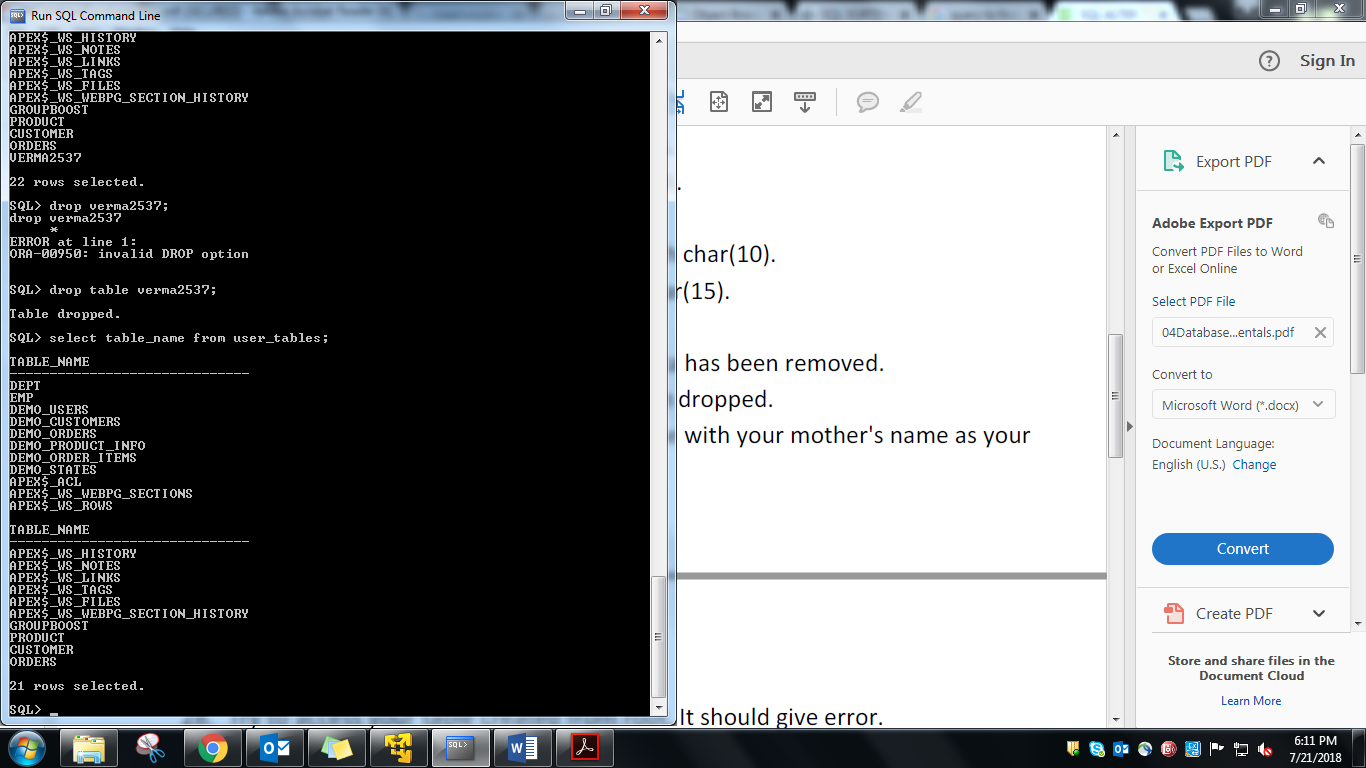 Run SQL Command Line
APEX$_WS_HISTORY
APEX$_WS_NOTES
APEX$_WS_LINKS
APEX$_WS_TAGS
APEX$_WS_FILES
APEX$_WS_WEBPG_SECTION_HISTORY
GROUPBOOST
PRODUCT
CUSTOMER
ORDERS
VERMA2537
22 rows selected.
SQL> drop verma2537;
drop verma2537
*
ERROR at line 1:
ORA-00950: invalid DROP option
SQL> drop table verma2537;
Table dropped.
SQL> select table_name from user_tables;
TABLE_NAME
------------------------------
DEPT
EMP
DEMO_USERS
DEMO_CUSTOMERS
DEMO_ORDERS
DEMO_PRODUCT_INFO
DEMO_ORDER_ITEMS
DEMO_STATES
APEX$_ACL
APEX$_WS_WEBPG_SECTIONS
APEX$_WS_ROWS
TABLE_NAME
------------------------------
APEX$_WS_HISTORY
APEX$_WS_NOTES
APEX$_WS_LINKS
APEX$_WS_TAGS
APEX$_WS_FILES
APEX$_WS_WEBPG_SECTION_HISTORY
GROUPBOOST
PRODUCT
CUSTOMER
ORDERS
21 rows selected.
SQL> _
Sign In
.
char(10).
r(15).
has been removed.
dropped.
with your mother's name as your
It should give error.
Export PDF
Adobe Export PDF
Convert PDF Files to Word
or Excel Online
Select PDF File
04Database...entals.pdf
Convert to
Microsoft Word (*.docx)
Document Language:
English (U.S.) Change
Convert
Create PDF
Store and share files in the
Document Cloud
Learn More
6:11 PM
7/21/2018